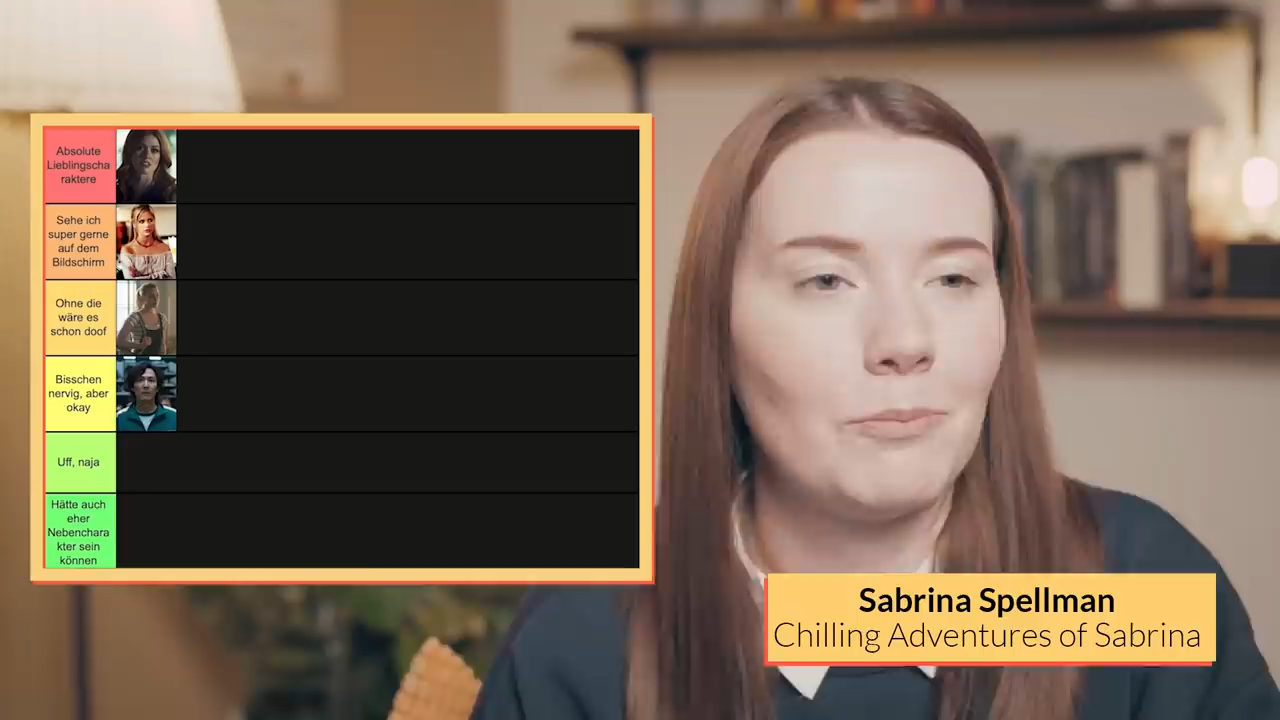 Absolute
Lieblingscha
raktere
Sehe ich
super gerne
auf dem
Bildschirm
Ohne die
wäre es
schon doof
Bisschen
nervig, aber
okay
Uff, naja
Hätte auch
eher
Nebenchara
kter sein
können
Sabrina Spellman
Chilling Adventures of Sabrina